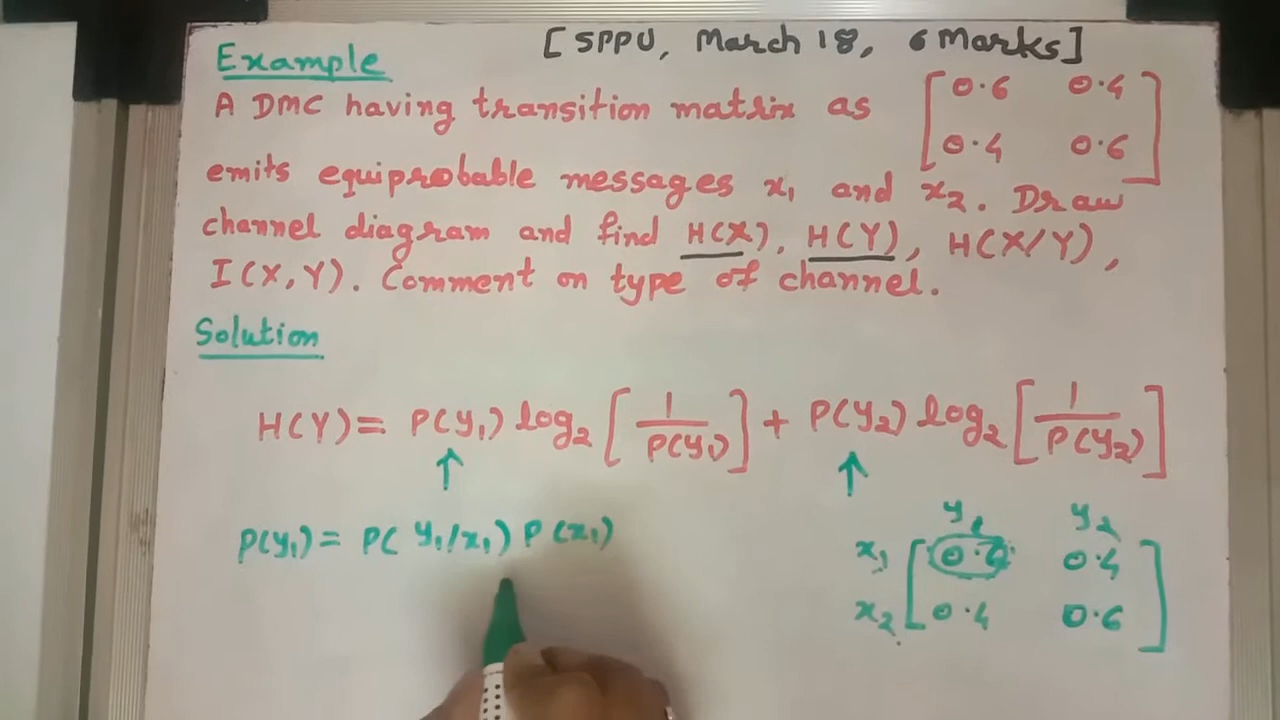 [SPPU, March 18, 6 Marks]
Example
A DMC having transition matrix as [0.6 0.4
0.4 0.6]
emits equiprobable messages x₁ and x₂. Draw
channel diagram and find H(X), H(Y), H(X/Y),
I(X,Y). Comment on type of channel.
Solution
H(Y) = P(y₁) log₂ [1/P(y₁)] + P(y₂) log₂ [1/P(y₂)]
↑ ↑
P(y₁) = P(y₁/x₁) P(x₁)
y₁ y₂
x₁ [0.6 0.4
x₂ 0.4 0.6]